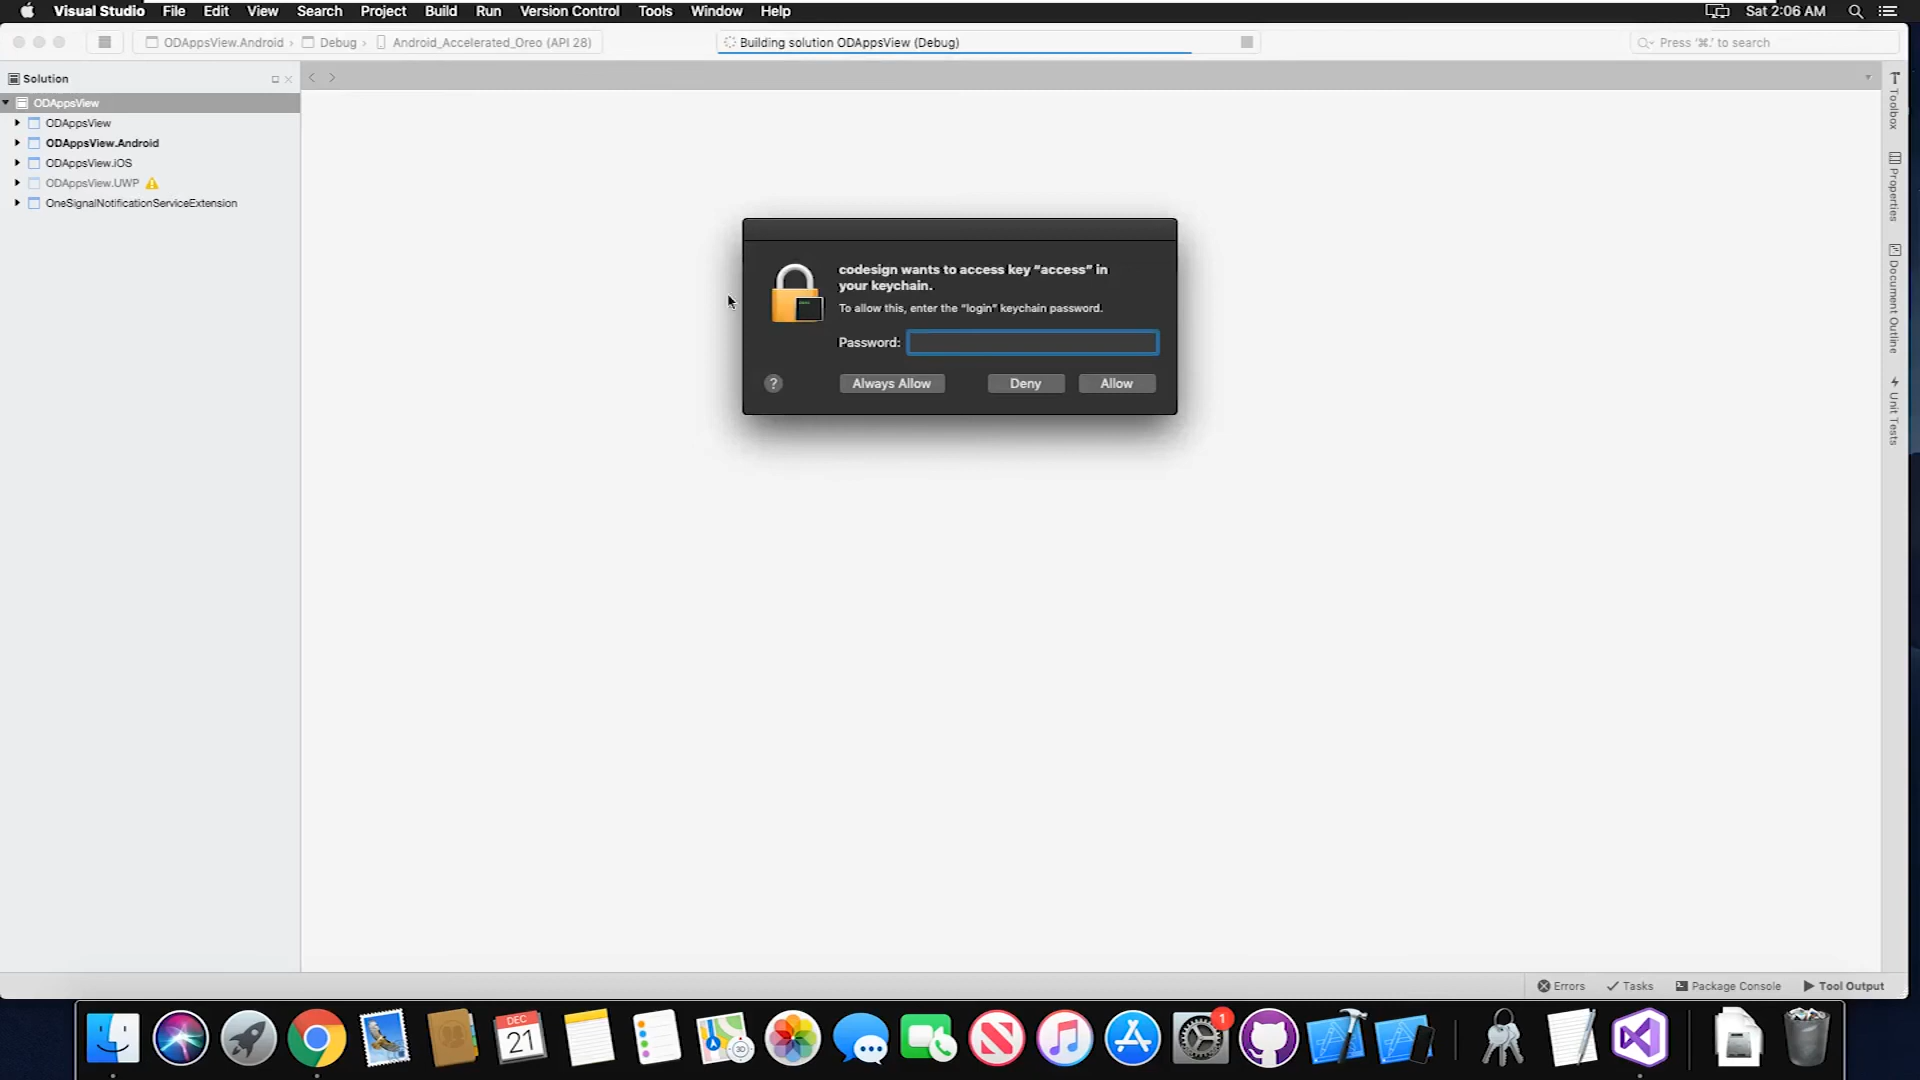 Visual Studio File Edit View Search Project Build Run Version Control Tools Window Help
Sat 2:06 AM
ODAppsView.Android › Debug › Android_Accelerated_Oreo (API 28)
Building solution ODAppsView (Debug)
Press '⌘.' to search
Solution
ODAppsView
ODAppsView
ODAppsView.Android
ODAppsView.iOS
ODAppsView.UWP
OneSignalNotificationServiceExtension
codesign wants to access key “access” in
your keychain.
To allow this, enter the “login” keychain password.
Password:
? Always Allow Deny Allow
Toolbox
Properties
Document Outline
Unit Tests
Errors Tasks Package Console Tool Output
DEC
21
3D
1